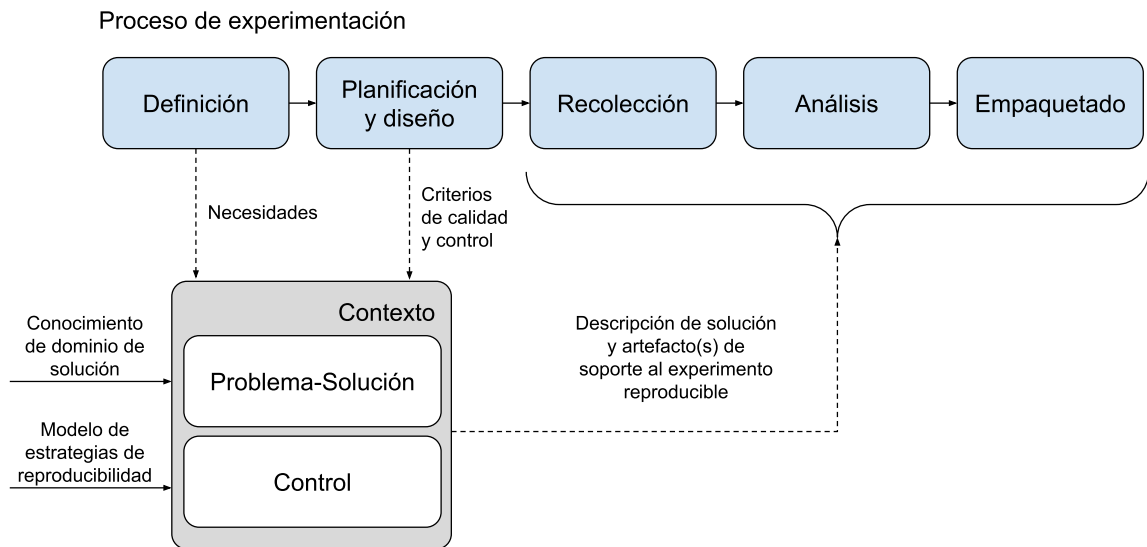 Proceso de experimentación
Definición
Planificación
y diseño
Recolección
Análisis
Empaquetado
Necesidades
Criterios
de calidad
y control
Contexto
Conocimiento
de dominio de
solución
Problema-Solución
Descripción de solución
y artefacto(s) de
soporte al experimento
reproducible
Modelo de
estrategias de
reproducibilidad
Control